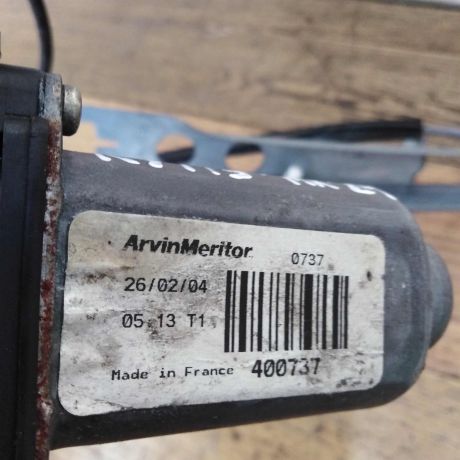 ArvinMeritor 0737
26/02/04
05 13 T1
Made in France 400737